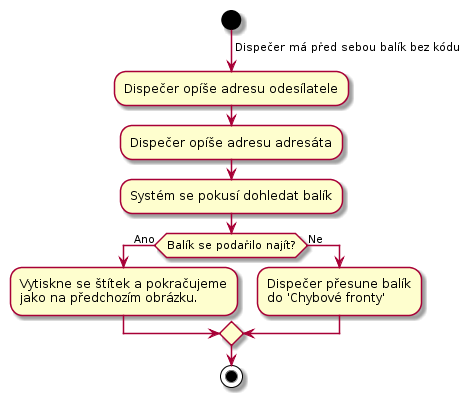 Dispečer má před sebou balík bez kódu
Dispečer opíše adresu odesílatele
Dispečer opíše adresu adresáta
Systém se pokusí dohledat balík
Ano
Balík se podařilo najít?
Ne
Vytiskne se štítek a pokračujeme
jako na předchozím obrázku.
Dispečer přesune balík
do 'Chybové fronty'